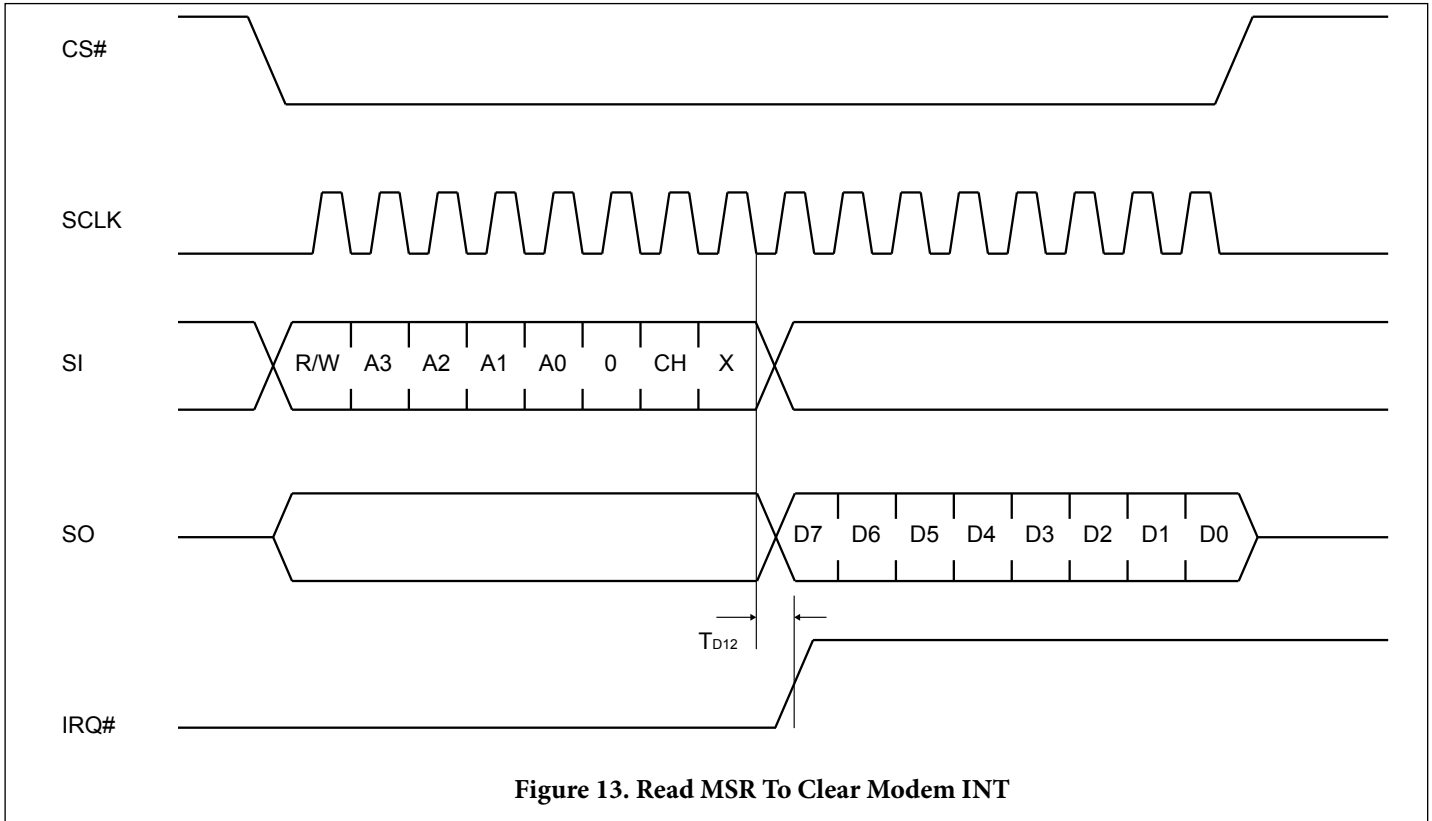 CS#
SCLK
SI R/W A3 A2 A1 A0 0 CH X
SO D7 D6 D5 D4 D3 D2 D1 D0
TD12
IRQ#
Figure 13. Read MSR To Clear Modem INT